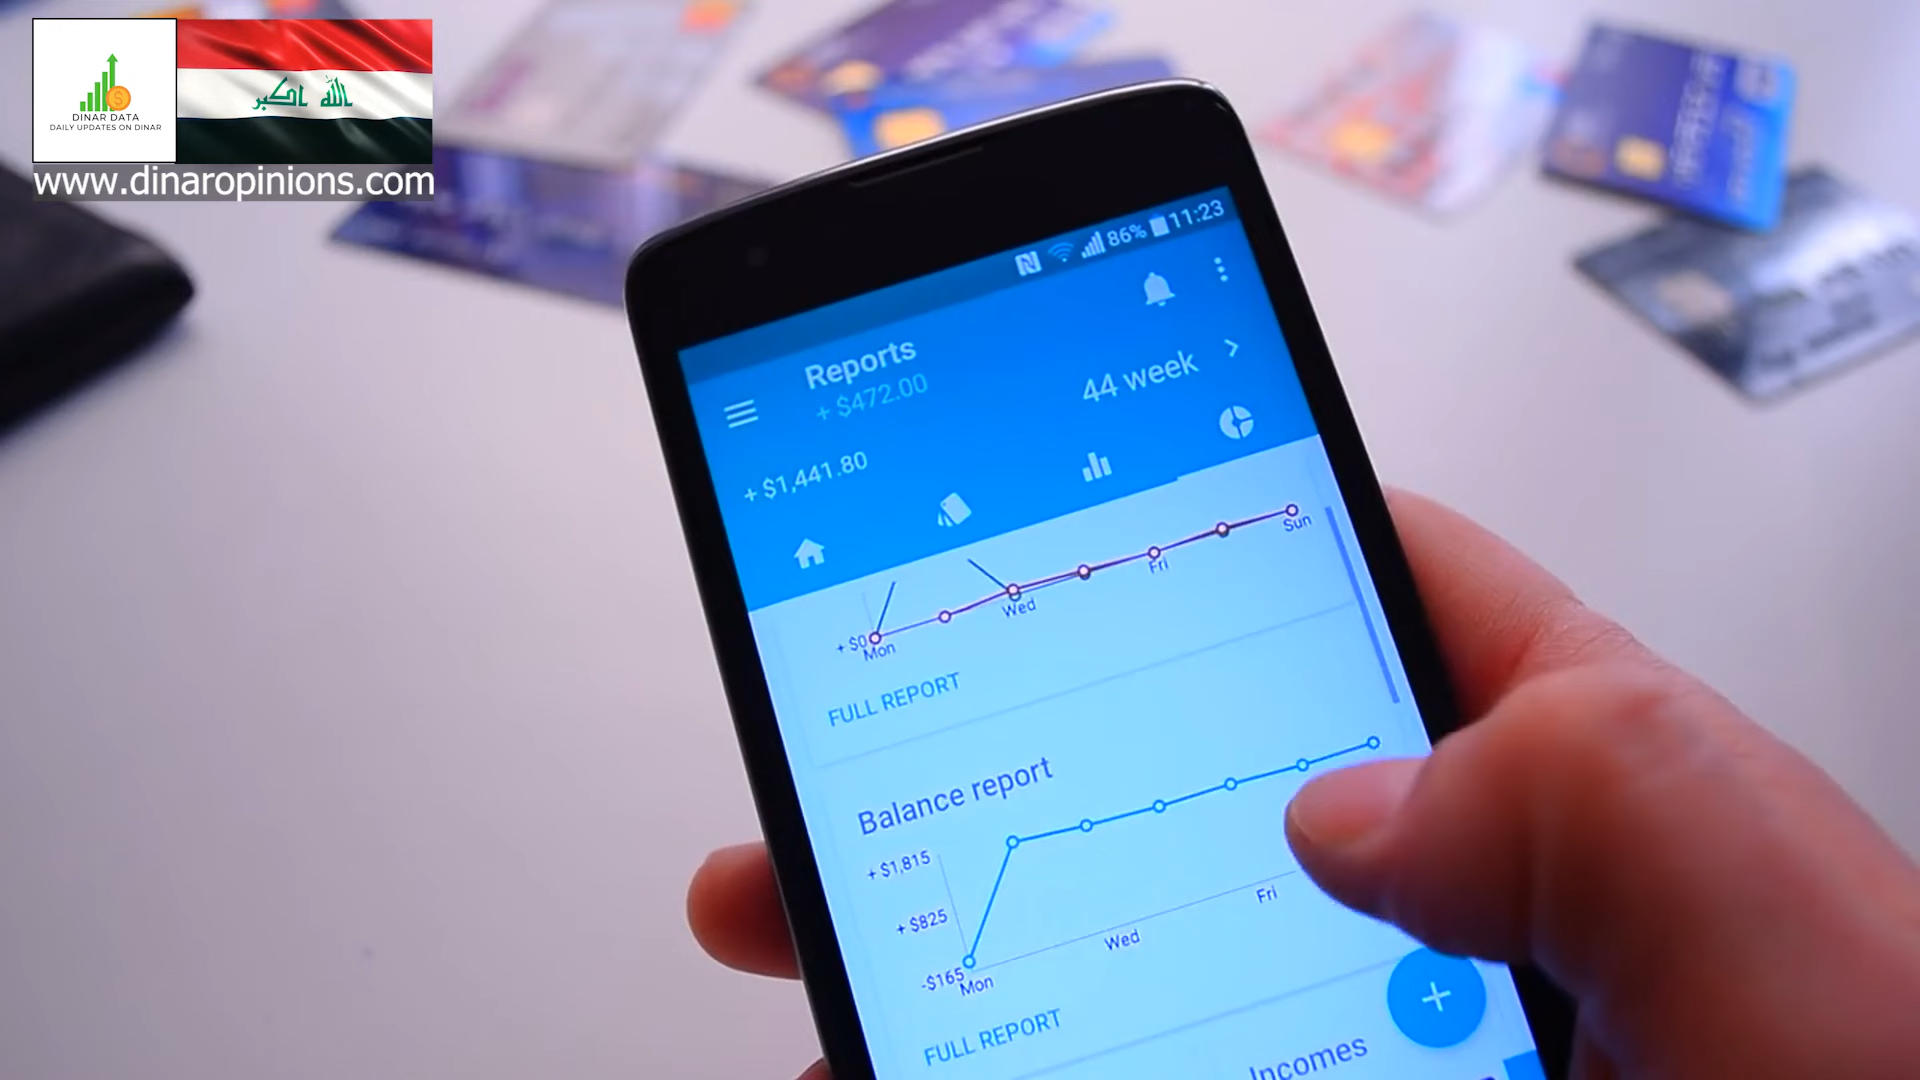 DINAR DATA
DAILY UPDATES ON DINAR
الله اكبر
www.dinaropinions.com
86% 11:23
Reports
+ $472.00
44 week
+ $1,441.80
+ $0
Mon
Wed
Fri
Sun
FULL REPORT
Balance report
+ $1,815
+ $825
-$165
Mon
Wed
Fri
FULL REPORT
Incomes